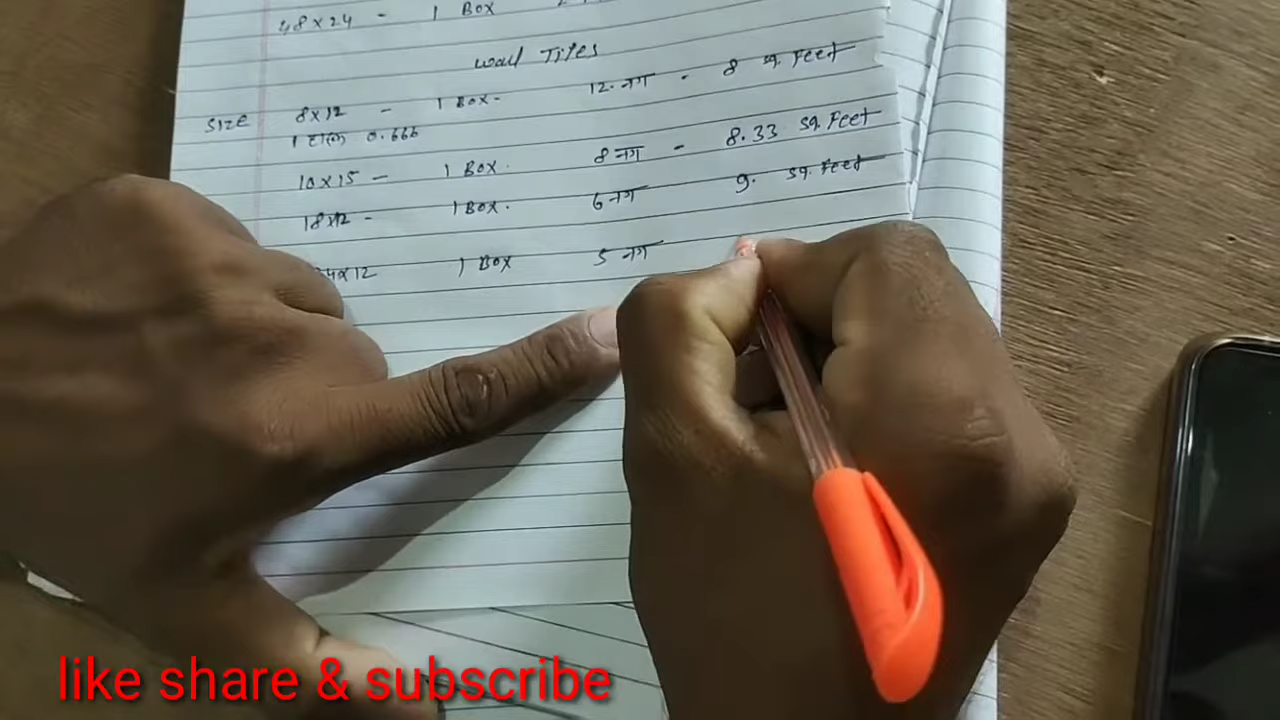 48x24 - 1 Box
Wall Tiles
Size 8x12 - 1 Box- 12. नग - 8 sq. Feet
1 टाल 0.666
10x15 - 1 Box. 8 नग - 8.33 sq. Feet
18x12 - 1 Box. 6 नग 9. sq. Feet
24x12 1 Box 5 नग
like share & subscribe